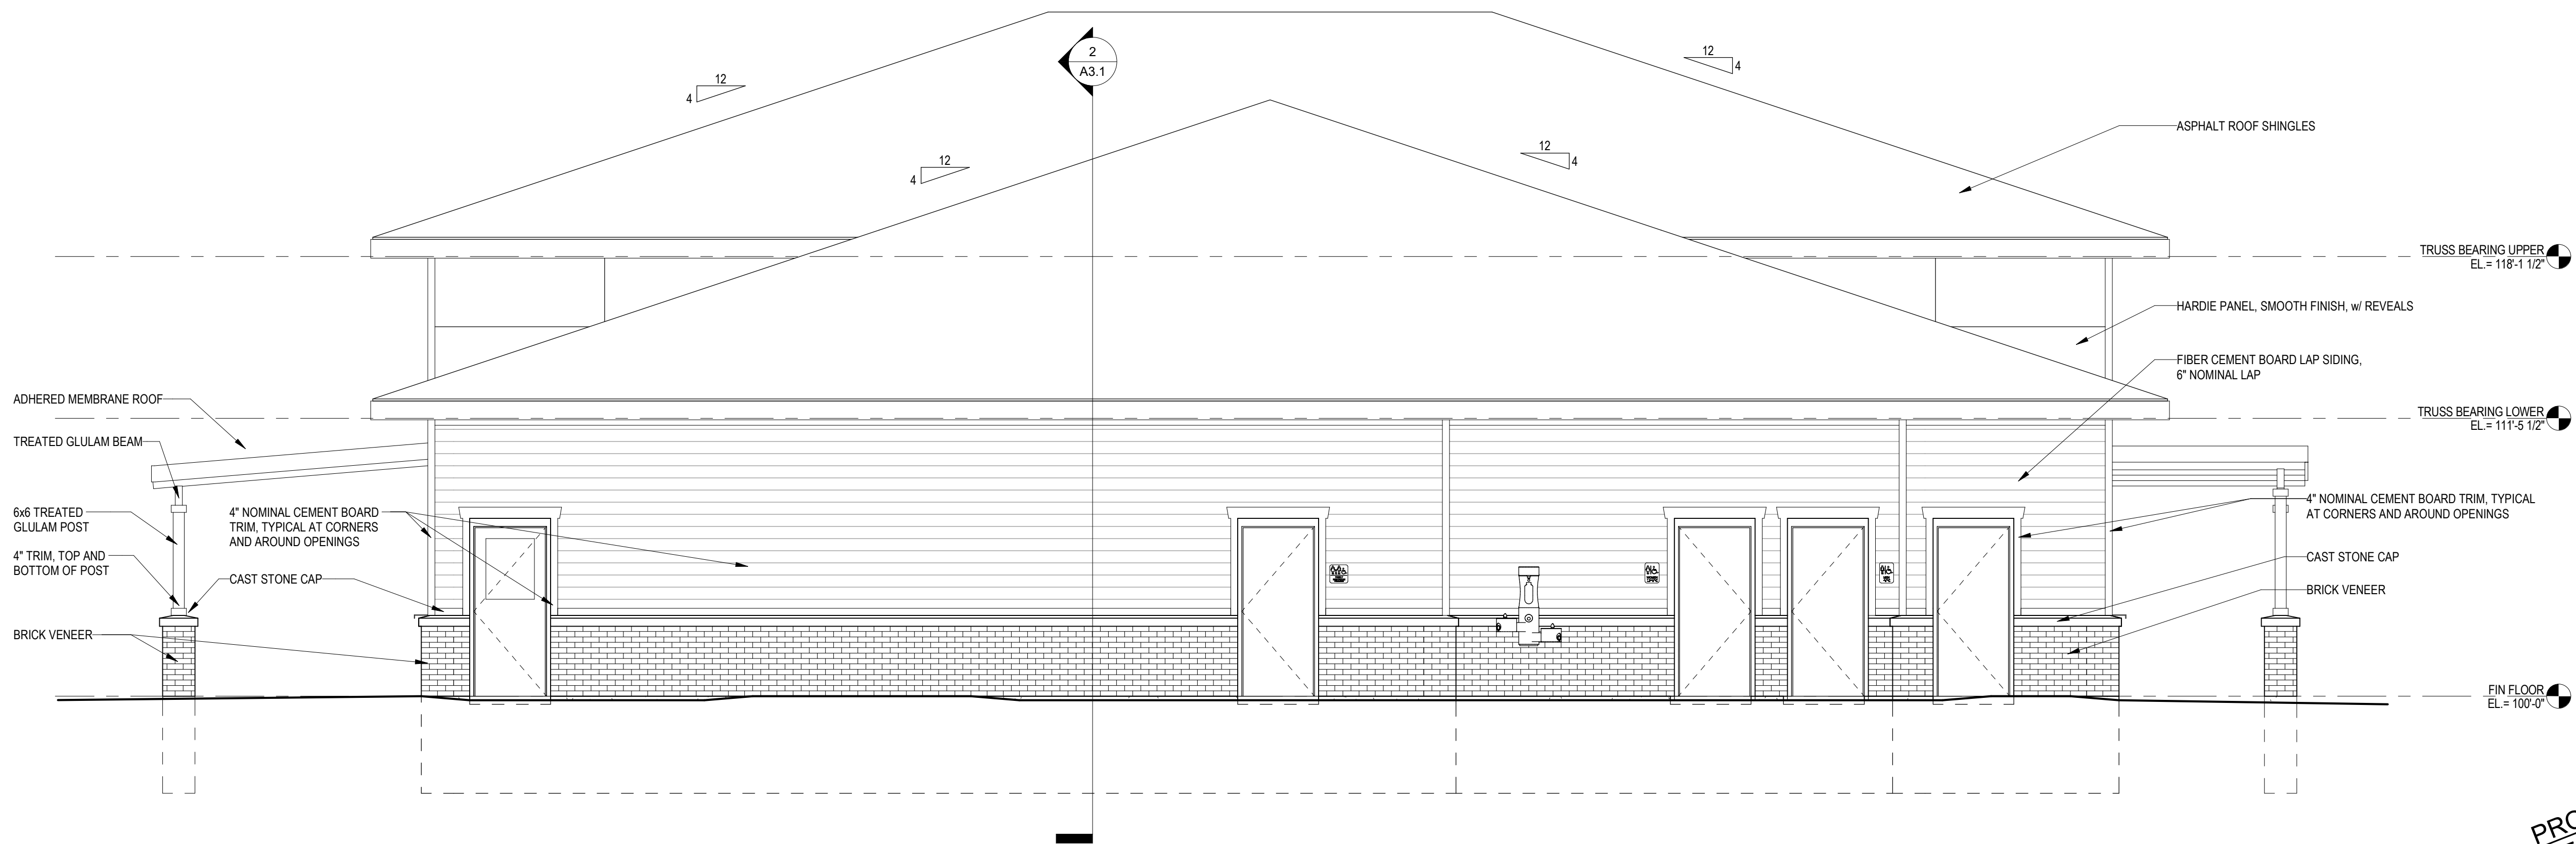 2
A3.1
12
4
12
4
12
4
12
4
ASPHALT ROOF SHINGLES
TRUSS BEARING UPPER
EL.= 118'-1 1/2"
HARDIE PANEL, SMOOTH FINISH, w/ REVEALS
FIBER CEMENT BOARD LAP SIDING,
6" NOMINAL LAP
ADHERED MEMBRANE ROOF
TRUSS BEARING LOWER
EL.= 111'-5 1/2"
TREATED GLULAM BEAM
6x6 TREATED
GLULAM POST
4" NOMINAL CEMENT BOARD
TRIM, TYPICAL AT CORNERS
AND AROUND OPENINGS
4" NOMINAL CEMENT BOARD TRIM, TYPICAL
AT CORNERS AND AROUND OPENINGS
4" TRIM, TOP AND
BOTTOM OF POST
CAST STONE CAP
CAST STONE CAP
BRICK VENEER
BRICK VENEER
FIN FLOOR
EL.= 100'-0"